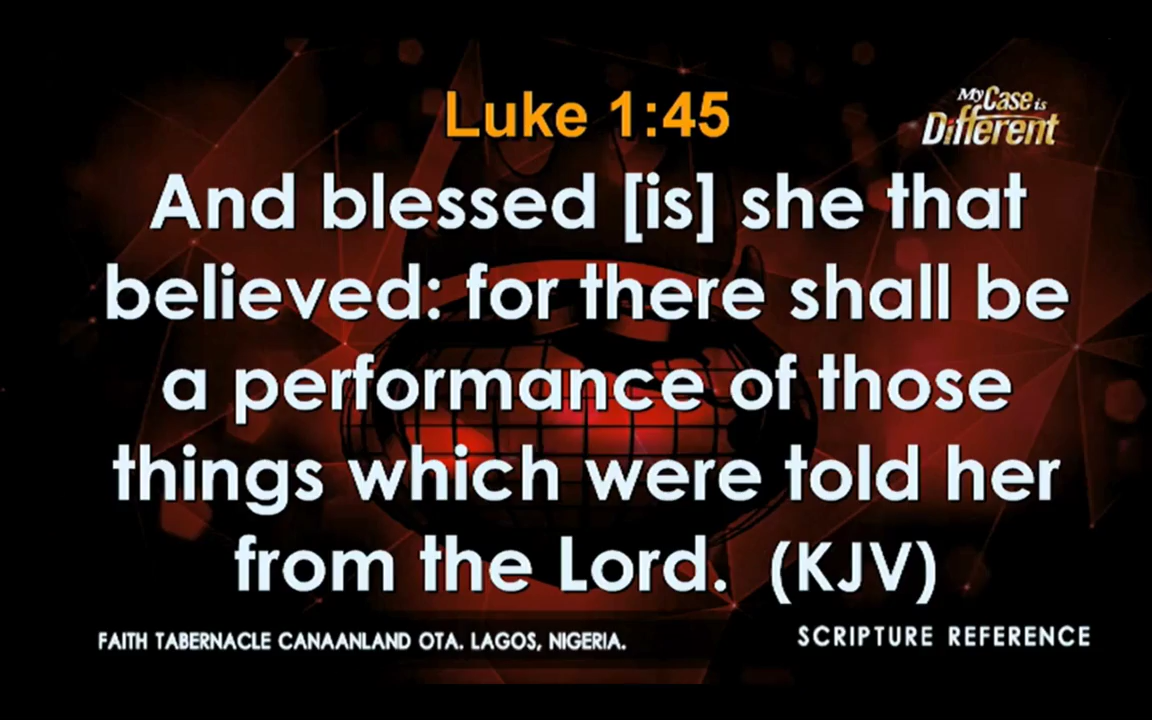 Luke 1:45
My Case is
Different
And blessed [is] she that
believed: for there shall be
a performance of those
things which were told her
from the Lord. (KJV)
FAITH TABERNACLE CANAANLAND OTA. LAGOS, NIGERIA.
SCRIPTURE REFERENCE